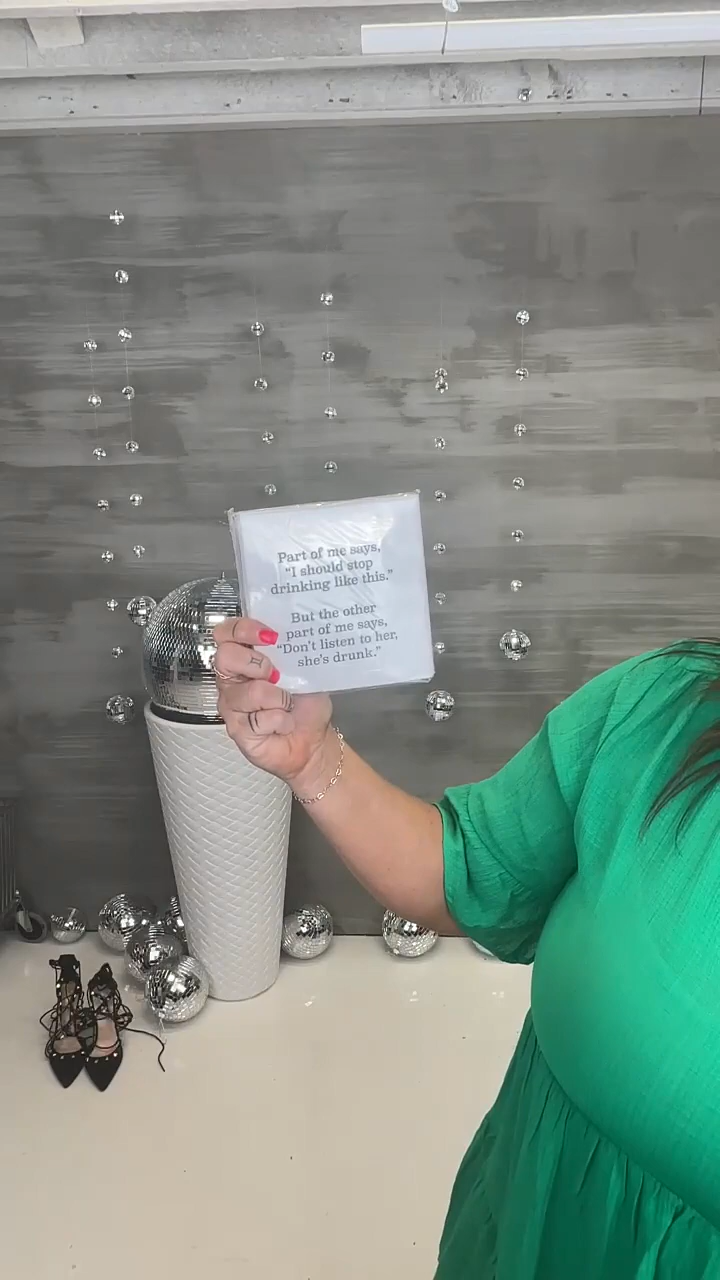 Part of me says,
“I should stop
drinking like this.”
But the other
part of me says,
“Don't listen to her,
she's drunk.”